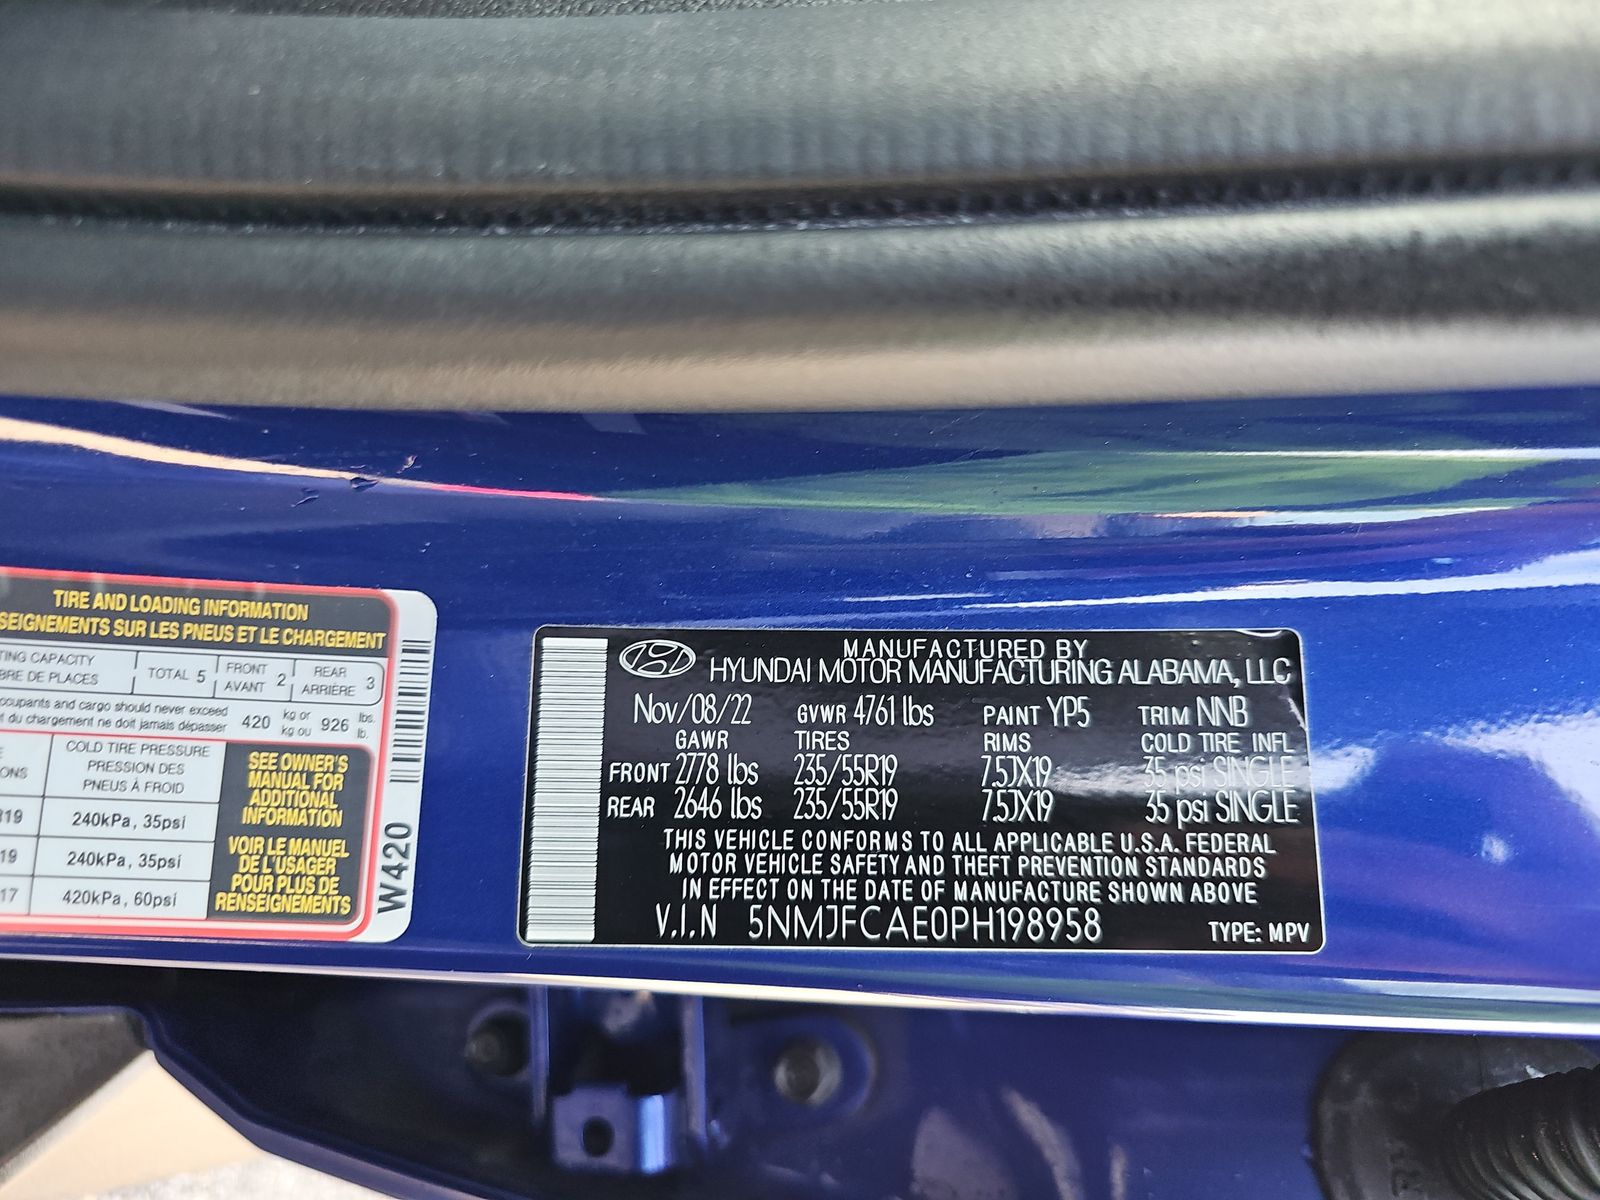 TIRE AND LOADING INFORMATION
SEIGNEMENTS SUR LES PNEUS ET LE CHARGEMENT
TING CAPACITY
BRE DE PLACES
TOTAL 5
FRONT
AVANT 2
REAR
ARRIÈRE 3
ccupants and cargo should never exceed
t du chargement ne doit jamais dépasser
420 kg or
kg ou 926 lbs.
lb.
COLD TIRE PRESSURE
PRESSION DES
PNEUS À FROID
ONS
R19 240kPa, 35psi
19 240kPa, 35psi
17 420kPa, 60psi
SEE OWNER'S
MANUAL FOR
ADDITIONAL
INFORMATION
VOIR LE MANUEL
DE L'USAGER
POUR PLUS DE
RENSEIGNEMENTS
W420
MANUFACTURED BY
HYUNDAI MOTOR MANUFACTURING ALABAMA, LLC
Nov/08/22 GVWR 4761 lbs PAINT YP5 TRIM NNB
GAWR TIRES RIMS COLD TIRE INFL
FRONT 2778 lbs 235/55R19 7.5JX19 35 psi SINGLE
REAR 2646 lbs 235/55R19 7.5JX19 35 psi SINGLE
THIS VEHICLE CONFORMS TO ALL APPLICABLE U.S.A. FEDERAL
MOTOR VEHICLE SAFETY AND THEFT PREVENTION STANDARDS
IN EFFECT ON THE DATE OF MANUFACTURE SHOWN ABOVE
V.I.N 5NMJFCAE0PH198958 TYPE: MPV